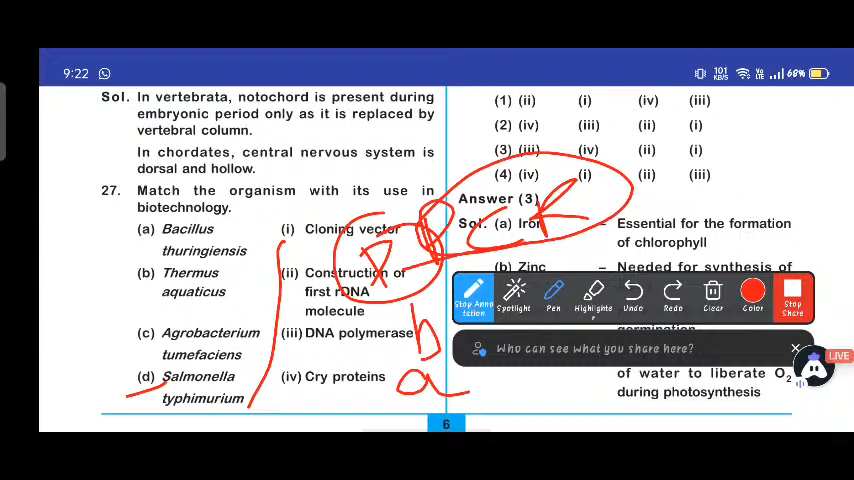 9:22
101
KB/S
Vo
LTE
68%
Sol. In vertebrata, notochord is present during
embryonic period only as it is replaced by
vertebral column.
In chordates, central nervous system is
dorsal and hollow.
27. Match the organism with its use in
biotechnology.
(a) Bacillus
thuringiensis
(i) Cloning vector
(b) Thermus
aquaticus
(ii) Construction of
first rDNA
molecule
(c) Agrobacterium
tumefaciens
(iii) DNA polymerase
(d) Salmonella
typhimurium
(iv) Cry proteins
b
a
(1) (ii) (i) (iv) (iii)
(2) (iv) (iii) (ii) (i)
(3) (iii) (iv) (ii) (i)
(4) (iv) (i) (ii) (iii)
Answer (3)
Sol. (a) Iron – Essential for the formation
of chlorophyll
(b) Zinc – Needed for synthesis of
Stop Anno
tation
Spotlight
Pen
Highlighte
r
Undo
Redo
Clear
Color
Stop
Share
germination
Who can see what you share here?
LIVE
of water to liberate O2
during photosynthesis
6